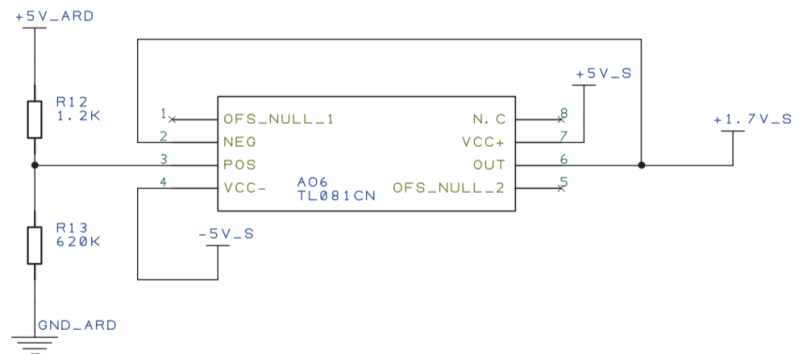 +5V_ARD
R12
1.2K
R13
620K
GND_ARD
1
2
3
4
OFS_NULL_1
NEG
POS
VCC-
AO6
TL081CN
N.C
VCC+
OUT
OFS_NULL_2
8
7
6
5
+5V_S
-5V_S
+1.7V_S